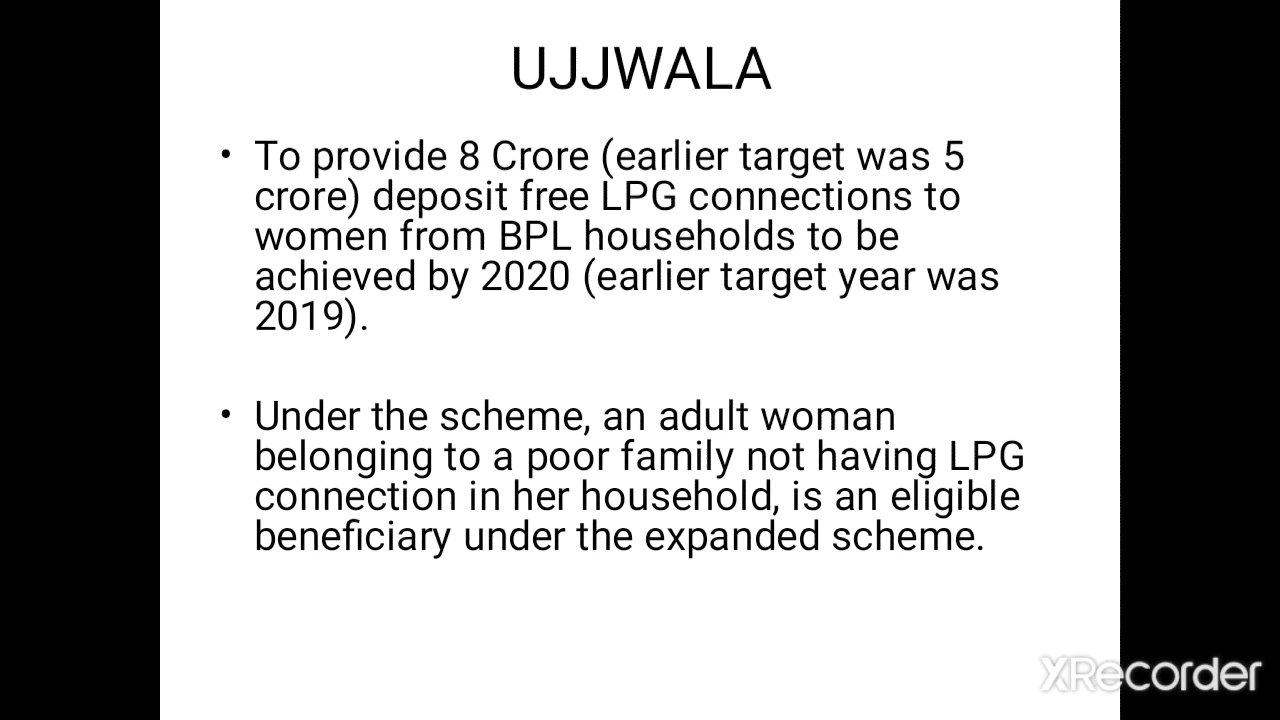 UJJWALA
• To provide 8 Crore (earlier target was 5
crore) deposit free LPG connections to
women from BPL households to be
achieved by 2020 (earlier target year was
2019).
• Under the scheme, an adult woman
belonging to a poor family not having LPG
connection in her household, is an eligible
beneficiary under the expanded scheme.
XRecorder